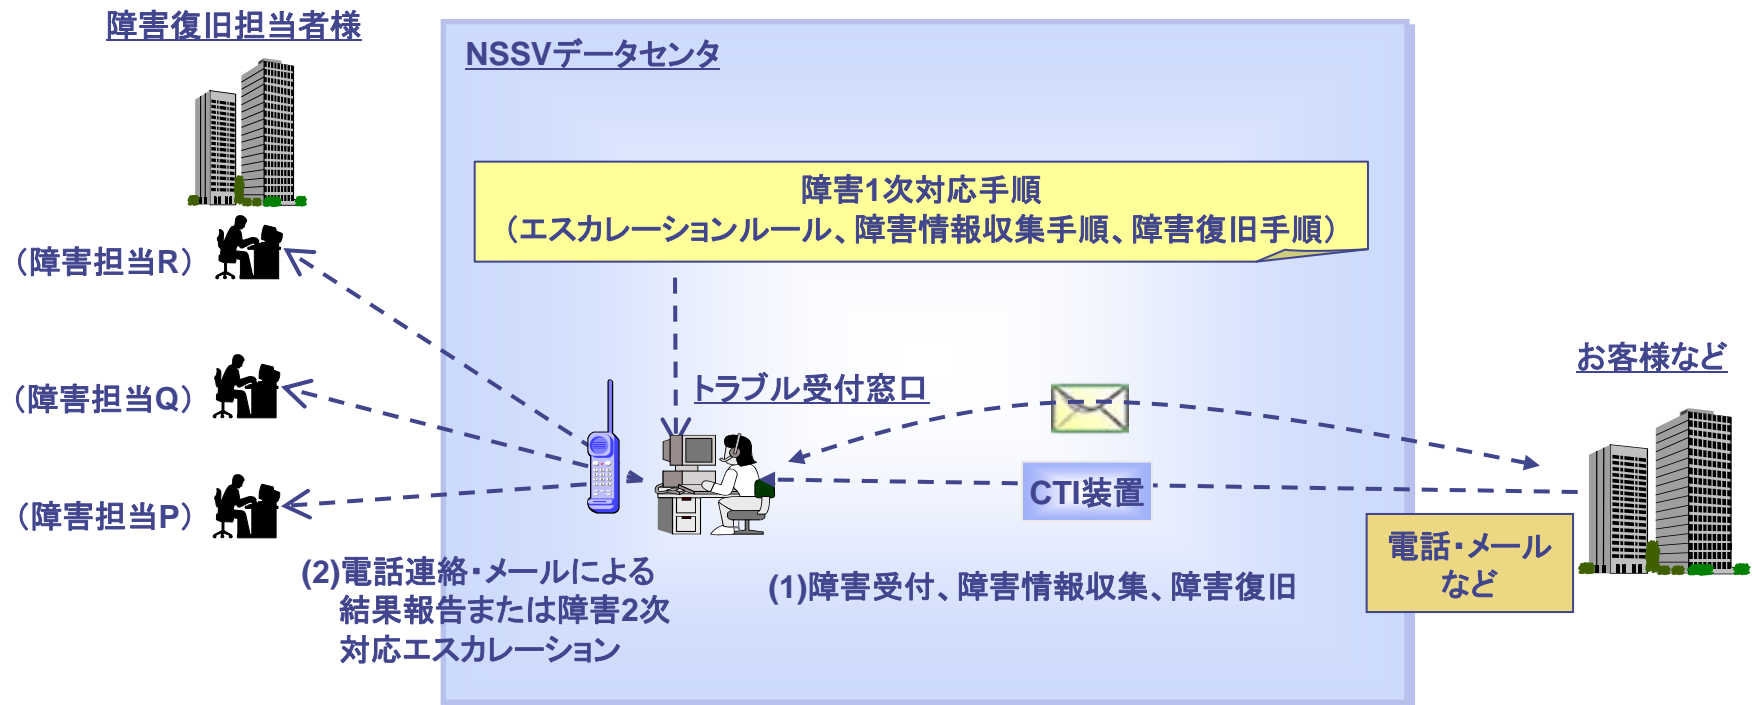 障害復旧担当者様
NSSVデータセンタ
障害1次対応手順
（エスカレーションルール、障害情報収集手順、障害復旧手順）
（障害担当R）
（障害担当Q）
（障害担当P）
トラブル受付窓口
お客様など
CTI装置
電話・メール
など
(1)障害受付、障害情報収集、障害復旧
(2)電話連絡・メールによる
結果報告または障害2次
対応エスカレーション